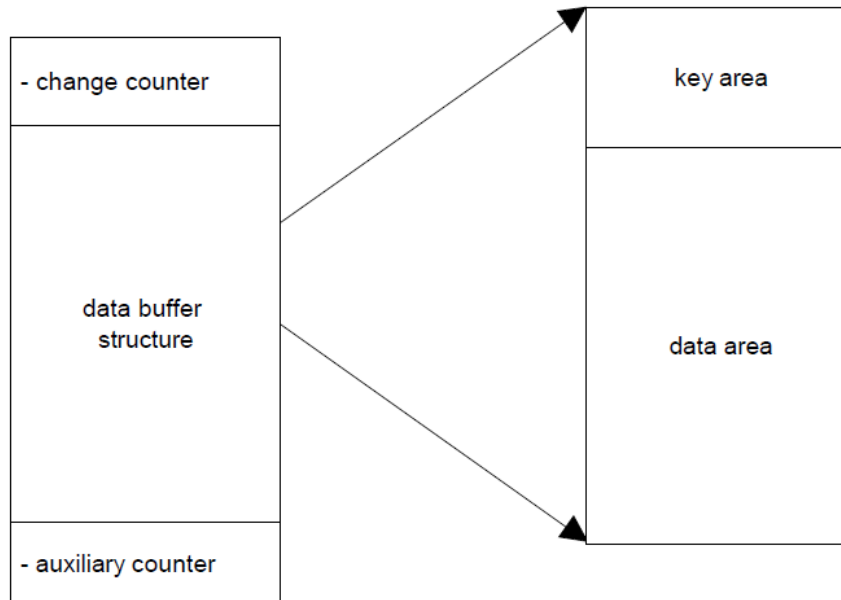 - change counter
data buffer
structure
- auxiliary counter
key area
data area